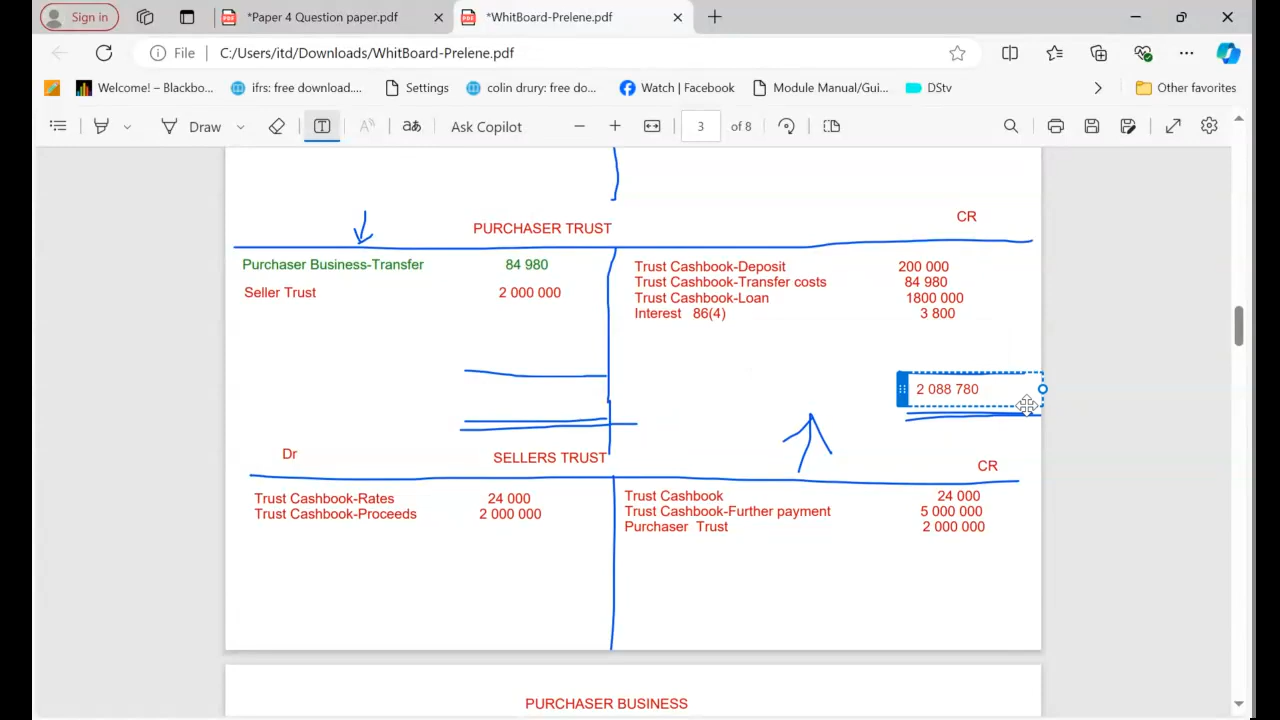 Sign in
*Paper 4 Question paper.pdf
*WhitBoard-Prelene.pdf
File C:/Users/itd/Downloads/WhitBoard-Prelene.pdf
Welcome! – Blackbo...
ifrs: free download....
Settings
colin drury: free do...
Watch | Facebook
Module Manual/Gui...
DStv
Other favorites
Draw
Ask Copilot
3 of 8
PURCHASER TRUST CR
Purchaser Business-Transfer 84 980
Seller Trust 2 000 000
Trust Cashbook-Deposit 200 000
Trust Cashbook-Transfer costs 84 980
Trust Cashbook-Loan 1800 000
Interest 86(4) 3 800
2 088 780
Dr SELLERS TRUST CR
Trust Cashbook-Rates 24 000
Trust Cashbook-Proceeds 2 000 000
Trust Cashbook 24 000
Trust Cashbook-Further payment 5 000 000
Purchaser Trust 2 000 000
PURCHASER BUSINESS